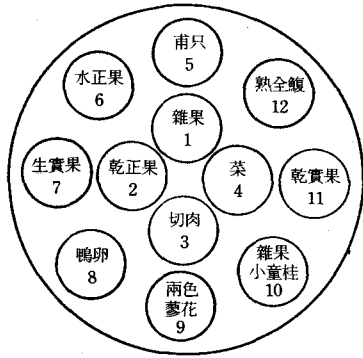 甫只
5
水正果
6
熟全鰒
12
雜果
1
生實果
7
乾正果
2
菜
4
乾實果
11
切肉
3
鴨卵
8
雜果
小童桂
10
兩色
蓼花
9